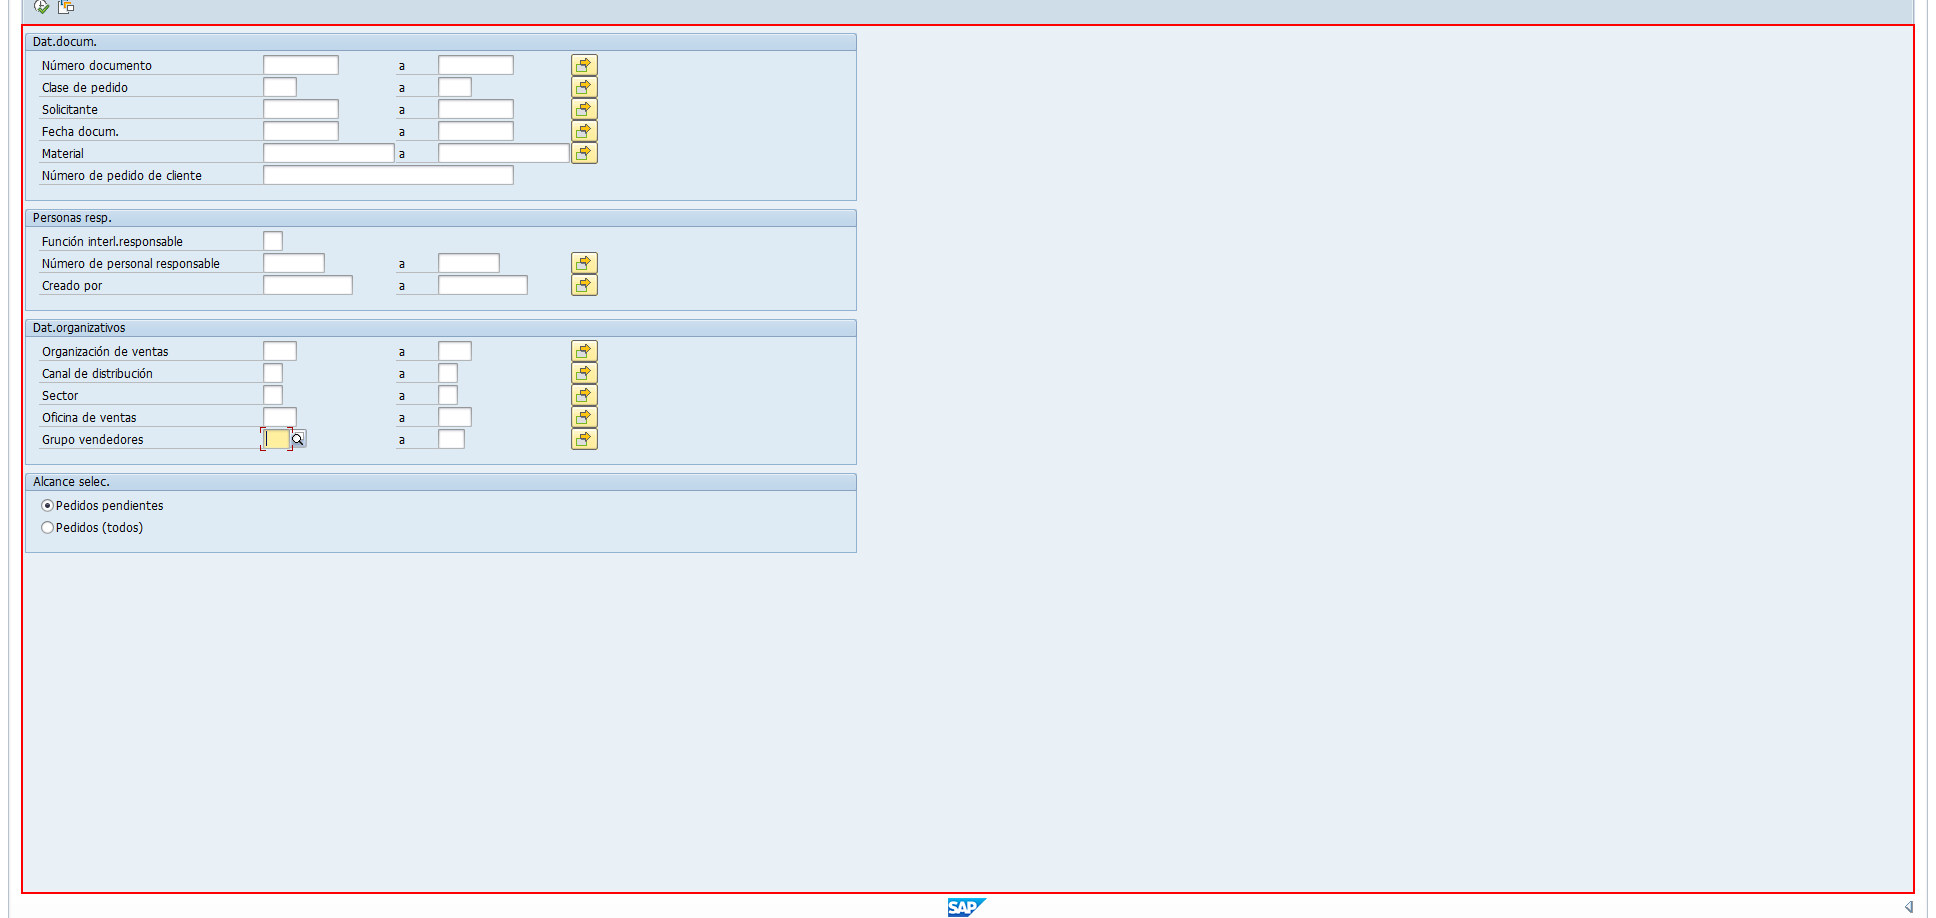 Dat.docum.
Número documento a
Clase de pedido a
Solicitante a
Fecha docum. a
Material a
Número de pedido de cliente
Personas resp.
Función interl.responsable
Número de personal responsable a
Creado por a
Dat.organizativos
Organización de ventas a
Canal de distribución a
Sector a
Oficina de ventas a
Grupo vendedores a
Alcance selec.
Pedidos pendientes
Pedidos (todos)
SAP